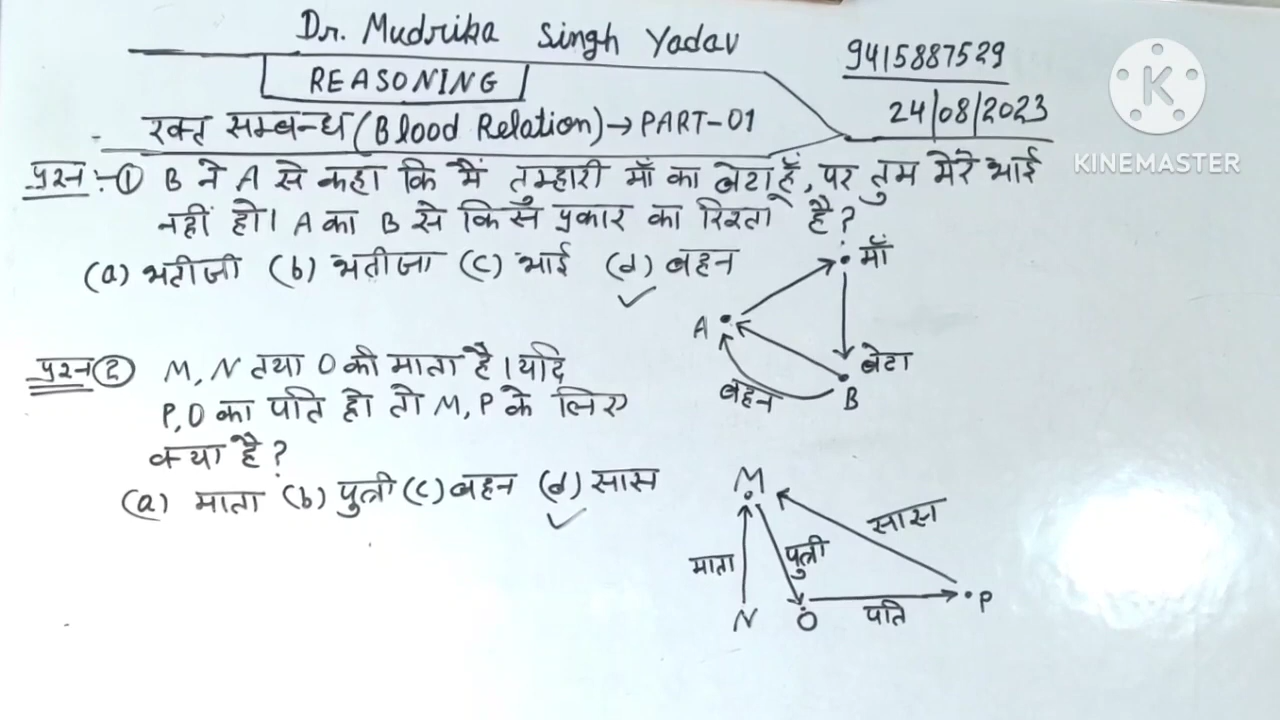 Dr. Mudrika Singh Yadav
9415887529
REASONING
24/08/2023
रक्त सम्बन्ध (Blood Relation)→PART-01
KINEMASTER
प्रश्न:-① B ने A से कहा कि मैं तुम्हारी माँ का बेटा हूँ, पर तुम मेरे भाई
नहीं हो। A का B से किस प्रकार का रिश्ता है?
(a) भतीजी (b) भतीजा (c) भाई (d) बहन
माँ
A
बेटा
बहन
B
प्रश्न② M, N तथा O की माता है। यदि
P, O का पति हो तो M, P के लिए
क्या है?
(a) माता (b) पुत्री (c) बहन (d) सास
M
सास
माता
पुत्री
N
O
पति
P